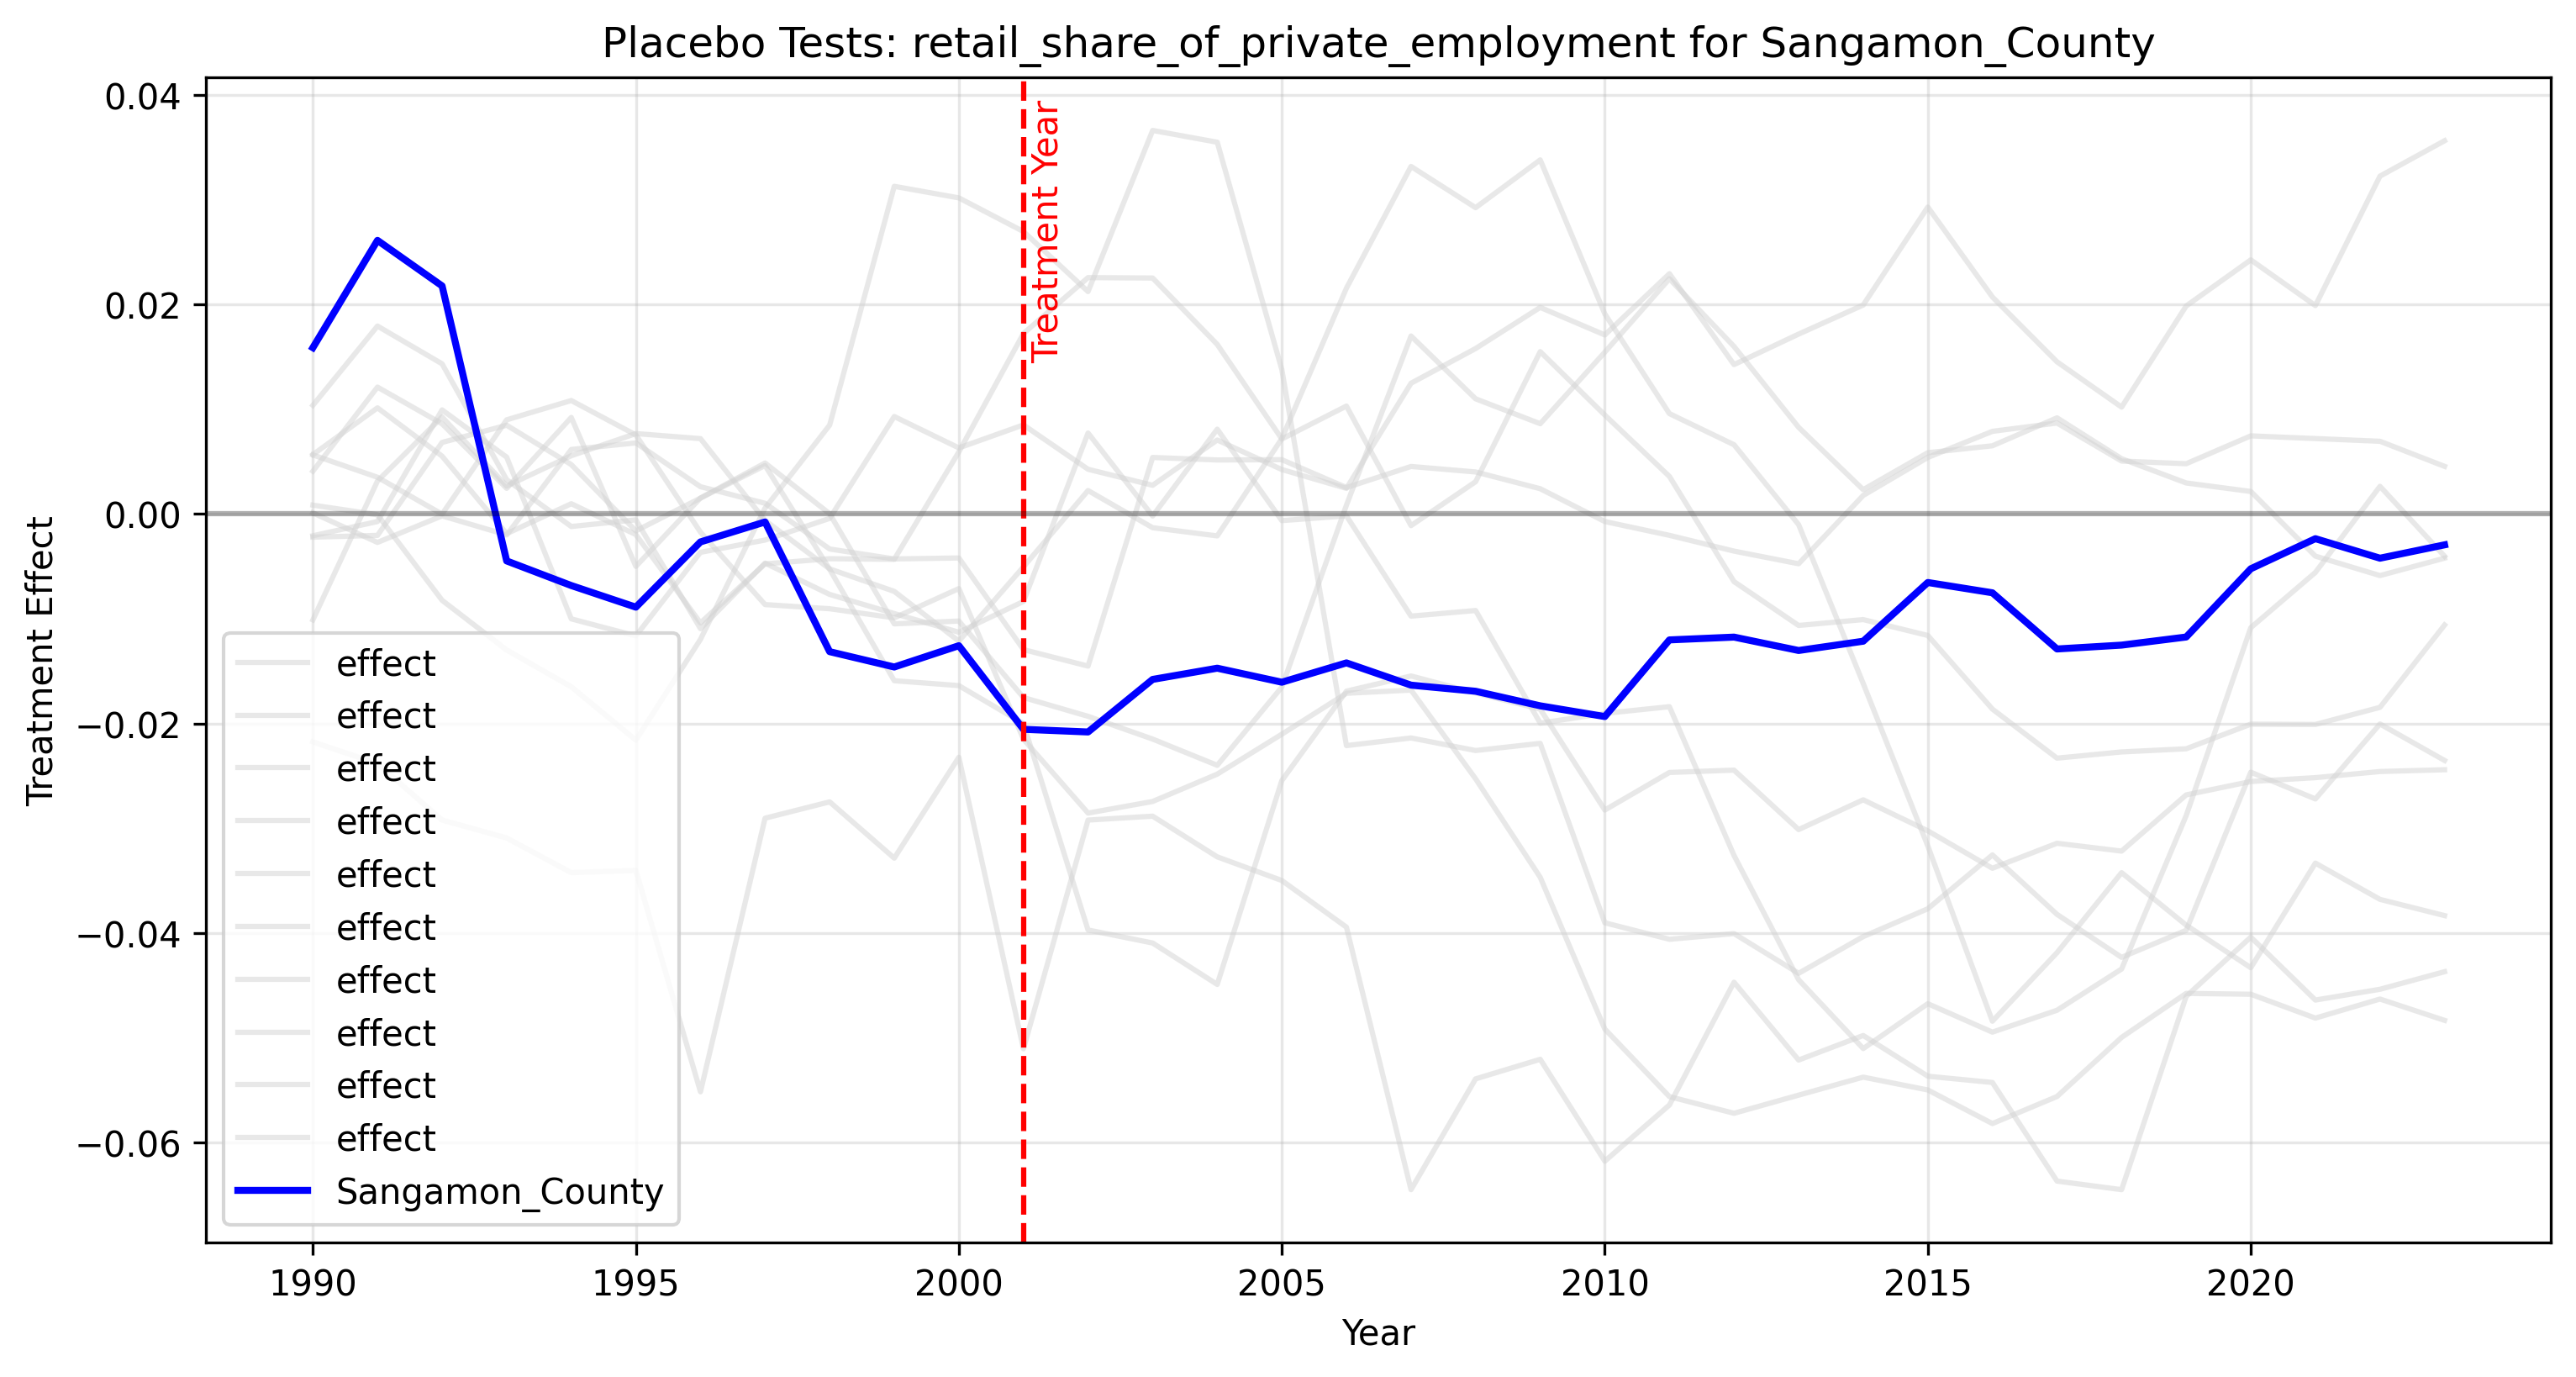 Placebo Tests: retail_share_of_private_employment for Sangamon_County
0.04
0.02
0.00
−0.02
−0.04
−0.06
Treatment Effect
Treatment Year
effect
effect
effect
effect
effect
effect
effect
effect
effect
effect
Sangamon_County
1990
1995
2000
2005
2010
2015
2020
Year